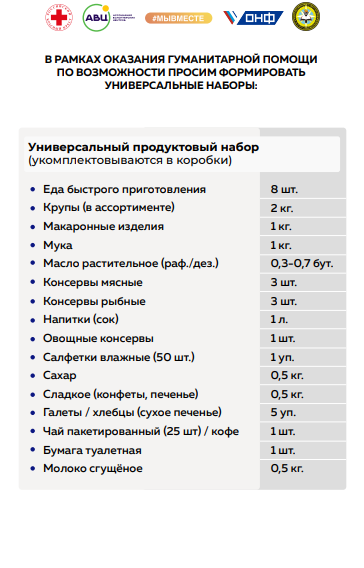 АВЦ
#МЫВМЕСТЕ
ОНФ
В РАМКАХ ОКАЗАНИЯ ГУМАНИТАРНОЙ ПОМОЩИ
ПО ВОЗМОЖНОСТИ ПРОСИМ ФОРМИРОВАТЬ
УНИВЕРСАЛЬНЫЕ НАБОРЫ:
Универсальный продуктовый набор
(укомплектовываются в коробки)
Еда быстрого приготовления 8 шт.
Крупы (в ассортименте) 2 кг.
Макаронные изделия 1 кг.
Мука 1 кг.
Масло растительное (раф./дез.) 0,3-0,7 бут.
Консервы мясные 3 шт.
Консервы рыбные 3 шт.
Напитки (сок) 1 л.
Овощные консервы 1 шт.
Салфетки влажные (50 шт.) 1 уп.
Сахар 0,5 кг.
Сладкое (конфеты, печенье) 0,5 кг.
Галеты / хлебцы (сухое печенье) 5 уп.
Чай пакетированный (25 шт) / кофе 1 шт.
Бумага туалетная 1 шт.
Молоко сгущёное 0,5 кг.